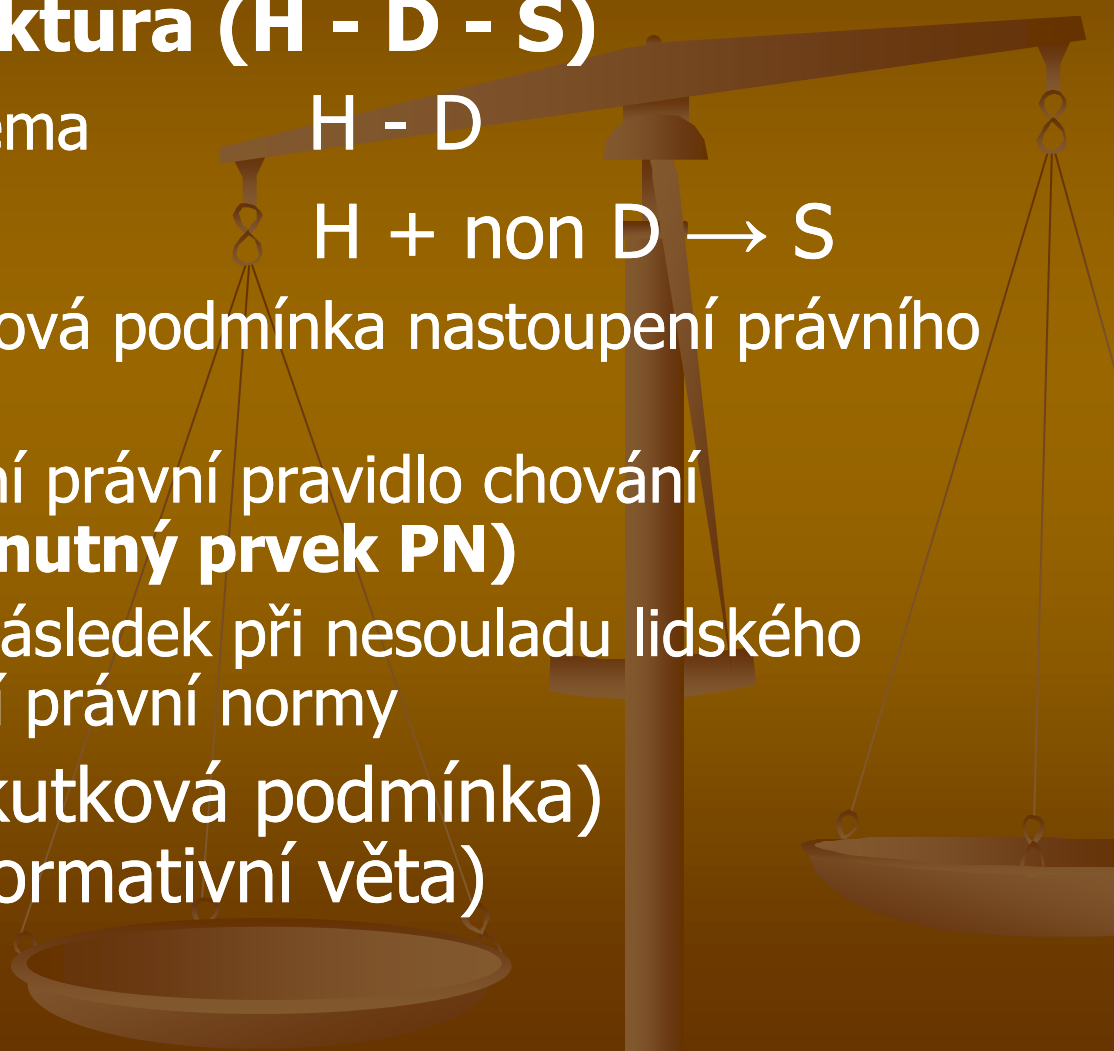 ktura (H - D - S)
ema H - D
H + non D → S
ová podmínka nastoupení právního
ní právní pravidlo chování
nutný prvek PN)
ásledek při nesouladu lidského
í právní normy
kutková podmínka)
ormativní věta)